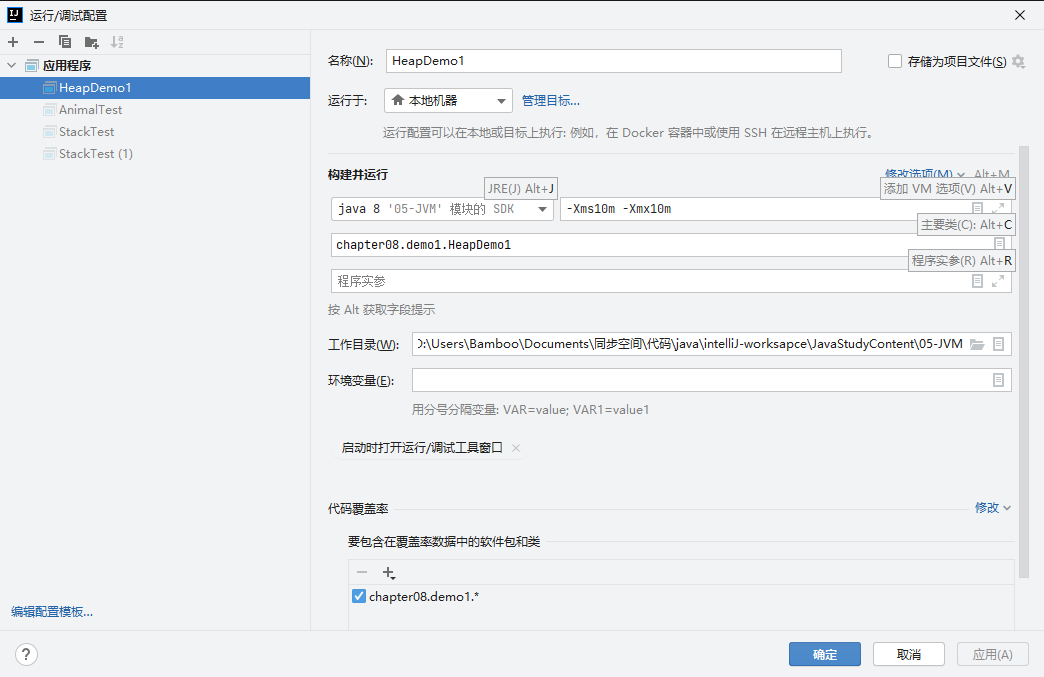 运行/调试配置
应用程序
HeapDemo1
AnimalTest
StackTest
StackTest (1)
编辑配置模板...
名称(N):
HeapDemo1
存储为项目文件(S)
运行于:
本地机器
管理目标...
运行配置可以在本地或目标上执行: 例如，在 Docker 容器中或使用 SSH 在远程主机上执行。
构建并运行
修改选项(M)
Alt+M
JRE(J) Alt+J
添加 VM 选项(V) Alt+V
java 8 '05-JVM' 模块的 SDK
-Xms10m -Xmx10m
主要类(C): Alt+C
chapter08.demo1.HeapDemo1
程序实参(R) Alt+R
程序实参
按 Alt 获取字段提示
工作目录(W):
D:\Users\Bamboo\Documents\同步空间\代码\java\intelliJ-worksapce\JavaStudyContent\05-JVM
环境变量(E):
用分号分隔变量: VAR=value; VAR1=value1
启动时打开运行/调试工具窗口
代码覆盖率
修改
要包含在覆盖率数据中的软件包和类
chapter08.demo1.*
?
确定
取消
应用(A)